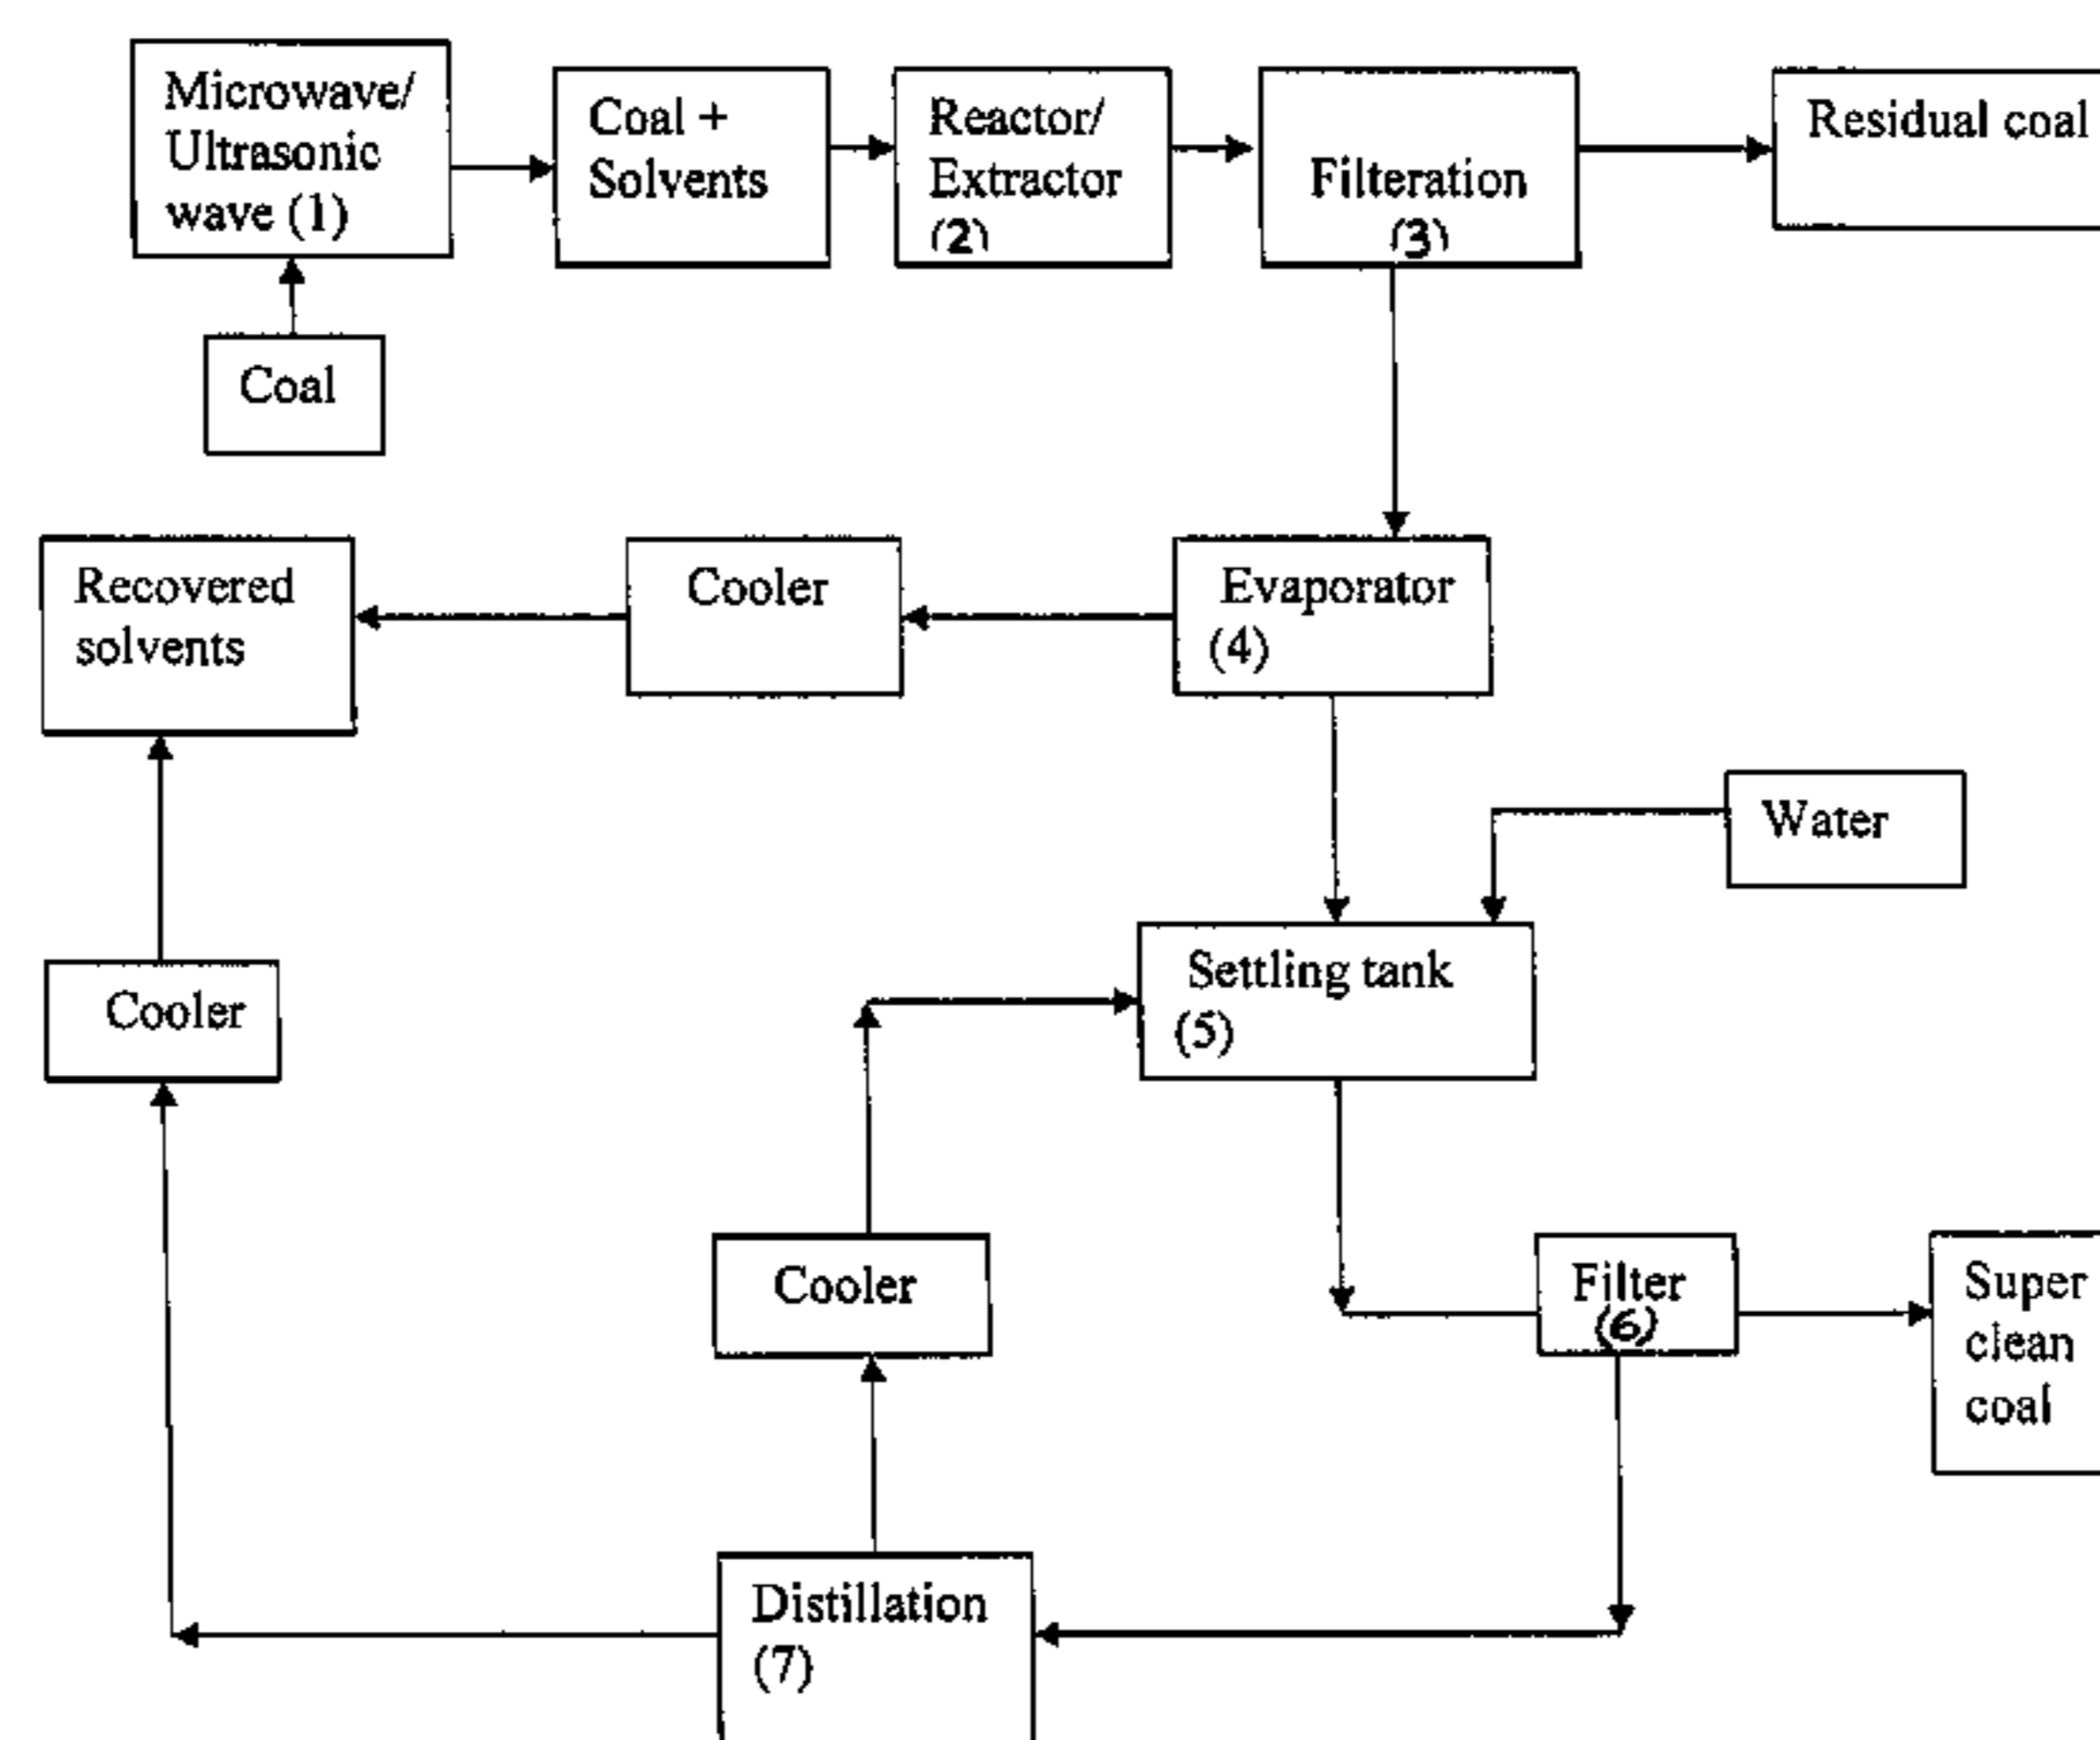 Microwave/
Ultrasonic
wave (1)
Coal +
Solvents
Reactor/
Extractor
(2)
Filteration
(3)
Residual coal
Coal
Recovered
solvents
Cooler
Evaporator
(4)
Water
Settling tank
(5)
Cooler
Cooler
Filter
(6)
Super
clean
coal
Distillation
(7)